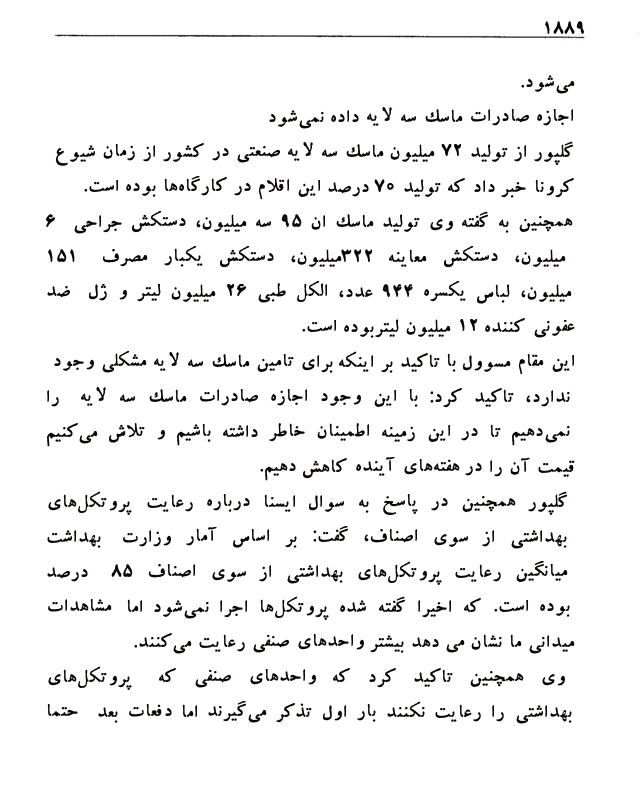 ۱۸۸۹
می‌شود.
اجازه صادرات ماسک سه لایه داده نمی‌شود
گلپور از تولید ۷۲ میلیون ماسک سه لایه صنعتی در کشور از زمان شیوع
کرونا خبر داد که تولید ۷۰ درصد این اقلام در کارگاه‌ها بوده است.
همچنین به گفته وی تولید ماسک ان ۹۵ سه میلیون، دستکش جراحی ۶
میلیون، دستکش معاینه ۳۲۲میلیون، دستکش یکبار مصرف ۱۵۱
میلیون، لباس یکسره ۹۴۴ عدد، الکل طبی ۲۶ میلیون لیتر و ژل ضد
عفونی کننده ۱۲ میلیون لیتربوده است.
این مقام مسوول با تاکید بر اینکه برای تامین ماسک سه لایه مشکلی وجود
ندارد، تاکید کرد: با این وجود اجازه صادرات ماسک سه لایه را
نمی‌دهیم تا در این زمینه اطمینان خاطر داشته باشیم و تلاش می‌کنیم
قیمت آن را در هفته‌های آینده کاهش دهیم.
گلپور همچنین در پاسخ به سوال ایسنا درباره رعایت پروتکل‌های
بهداشتی از سوی اصناف، گفت: بر اساس آمار وزارت بهداشت
میانگین رعایت پروتکل‌های بهداشتی از سوی اصناف ۸۵ درصد
بوده است. که اخیرا گفته شده پروتکل‌ها اجرا نمی‌شود اما مشاهدات
میدانی ما نشان می دهد بیشتر واحدهای صنفی رعایت می‌کنند.
وی همچنین تاکید کرد که واحدهای صنفی که پروتکل‌های
بهداشتی را رعایت نکنند بار اول تذکر می‌گیرند اما دفعات بعد حتما